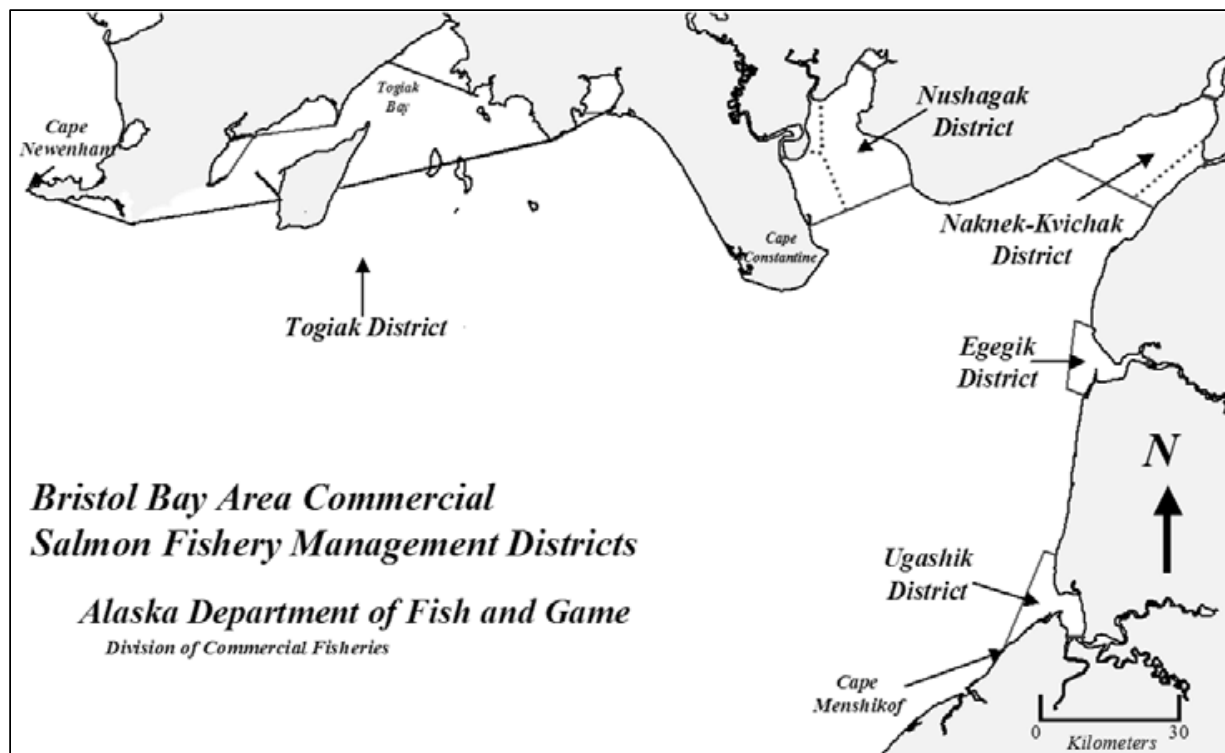 Togiak
Bay
Cape
Newenham
Nushagak
District
Naknek-Kvichak
District
Cape
Constantine
Togiak District
Egegik
District
N
Bristol Bay Area Commercial
Salmon Fishery Management Districts
Ugashik
District
Alaska Department of Fish and Game
Division of Commercial Fisheries
Cape
Menshikof
0 30
Kilometers